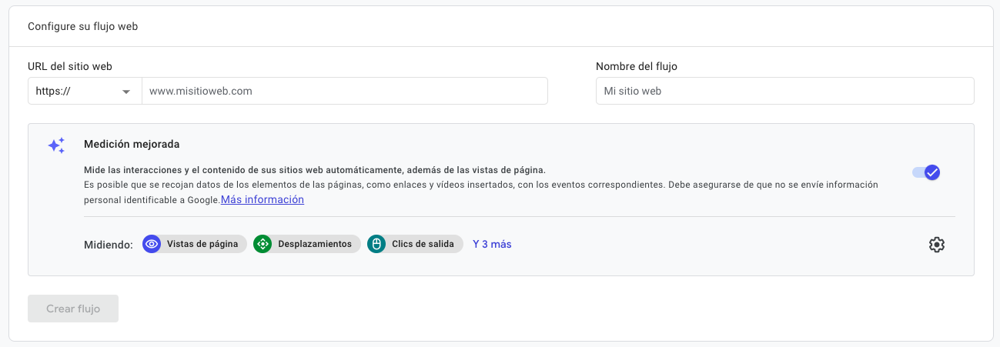 Configure su flujo web
URL del sitio web
Nombre del flujo
https://
www.misitioweb.com
Mi sitio web
Medición mejorada
Mide las interacciones y el contenido de sus sitios web automáticamente, además de las vistas de página.
Es posible que se recojan datos de los elementos de las páginas, como enlaces y vídeos insertados, con los eventos correspondientes. Debe asegurarse de que no se envíe información
personal identificable a Google.Más información
Midiendo: Vistas de página Desplazamientos Clics de salida Y 3 más
Crear flujo